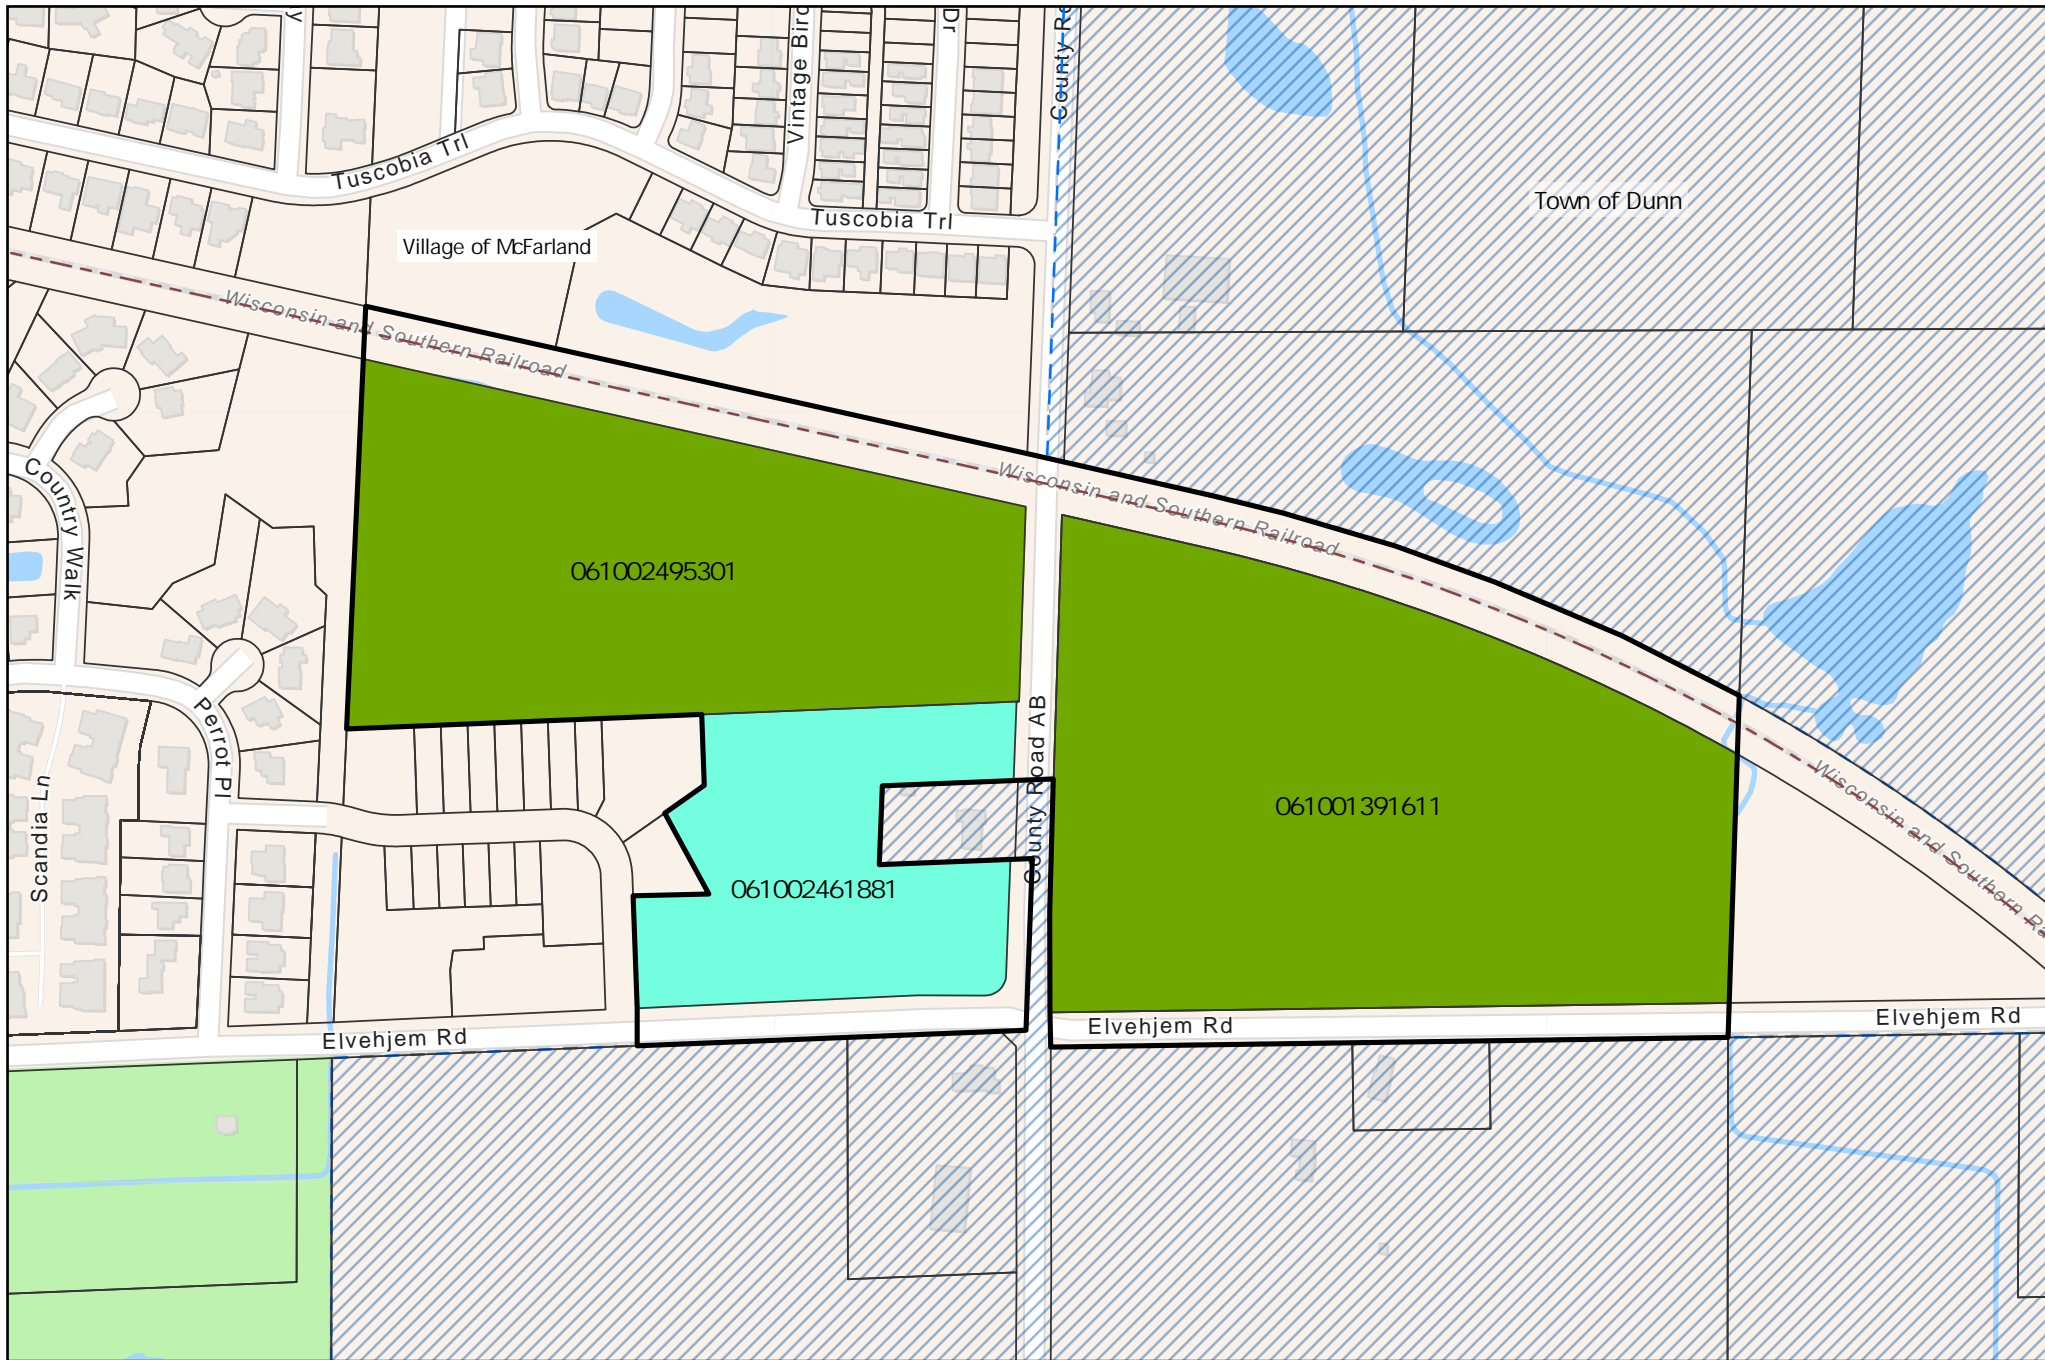 y
Vintage Bird
Dr
County Ro
Tuscobia Trl
Town of Dunn
Tuscobia Trl
Village of McFarland
Wisconsin and Southern Railroad
Wisconsin and Southern Railroad
Country Walk
061002495301
Perrot Pl
County Road AB
061001391611
Wisconsin and Southern Ra
Scandia Ln
061002461881
Elvehjem Rd
Elvehjem Rd
Elvehjem Rd